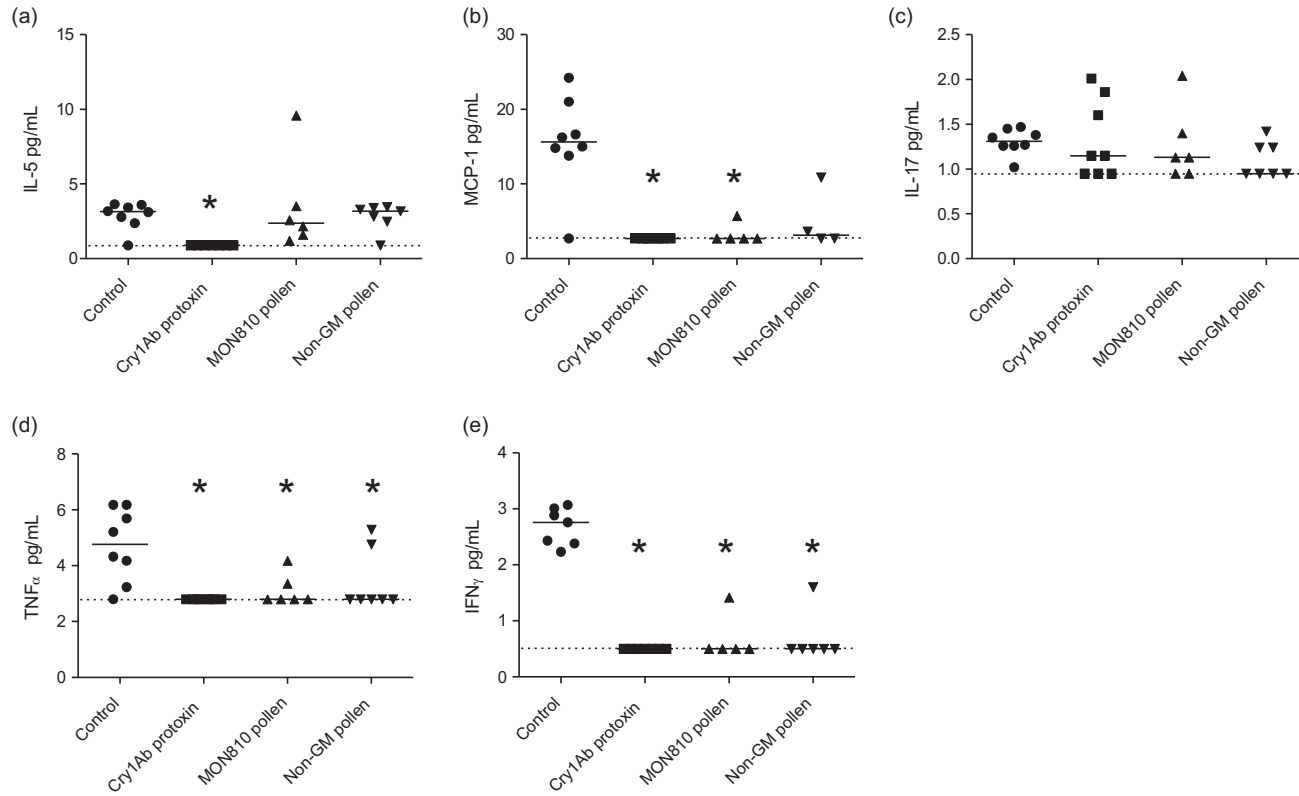 (a)
IL-5 pg/mL
15
10
5
0
*
Control
Cry1Ab protoxin
MON810 pollen
Non-GM pollen
(b)
MCP-1 pg/mL
30
20
10
0
*
*
Control
Cry1Ab protoxin
MON810 pollen
Non-GM pollen
(c)
IL-17 pg/mL
2.5
2.0
1.5
1.0
0.5
0.0
Control
Cry1Ab protoxin
MON810 pollen
Non-GM pollen
(d)
TNFα pg/mL
8
6
4
2
0
*
*
*
Control
Cry1Ab protoxin
MON810 pollen
Non-GM pollen
(e)
IFNγ pg/mL
4
3
2
1
0
*
*
*
Control
Cry1Ab protoxin
MON810 pollen
Non-GM pollen